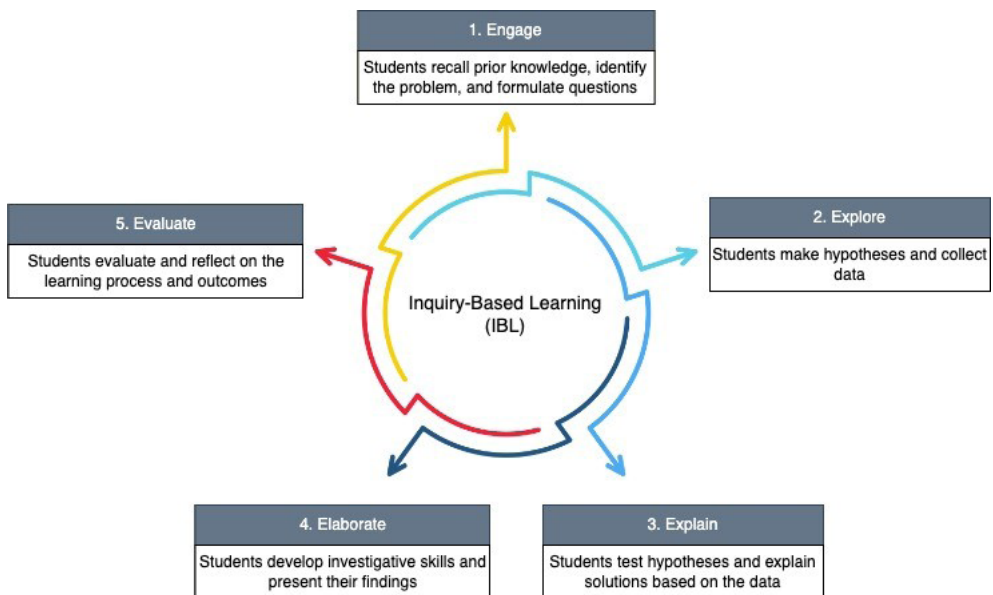 1. Engage
Students recall prior knowledge, identify
the problem, and formulate questions
2. Explore
Students make hypotheses and collect
data
3. Explain
Students test hypotheses and explain
solutions based on the data
4. Elaborate
Students develop investigative skills and
present their findings
5. Evaluate
Students evaluate and reflect on the
learning process and outcomes
Inquiry-Based Learning
(IBL)